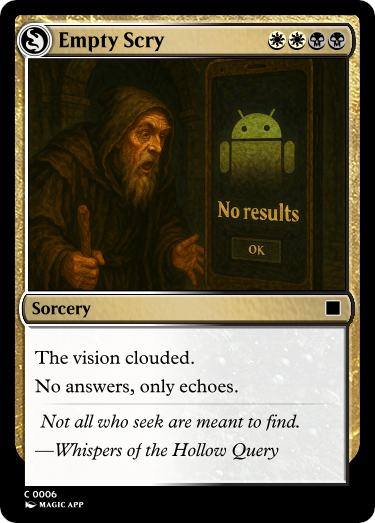 Empty Scry
No results
OK
Sorcery
The vision clouded.
No answers, only echoes.
Not all who seek are meant to find.
—Whispers of the Hollow Query
C 0006
MAGIC APP